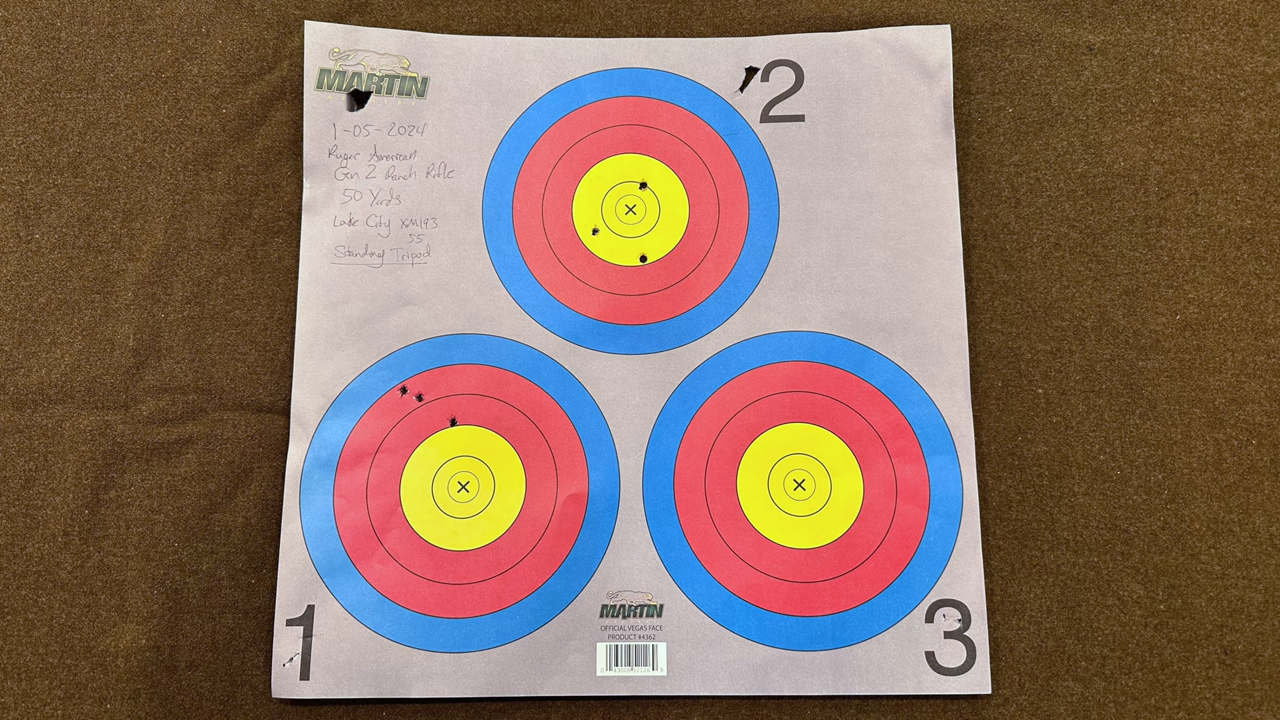 MARTIN
2
1-05-2024
Ruger American
Gen 2 Ranch Rifle
50 Yards
Lake City XM193
55
Standing Tripod
1
3
MARTIN
OFFICIAL VEGAS FACE
PRODUCT #4362